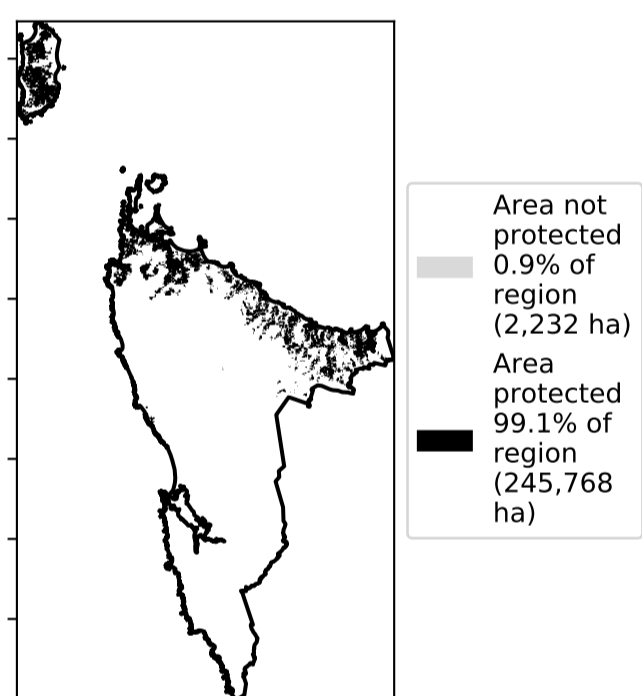 Area not
protected
0.9% of
region
(2,232 ha)
Area
protected
99.1% of
region
(245,768
ha)